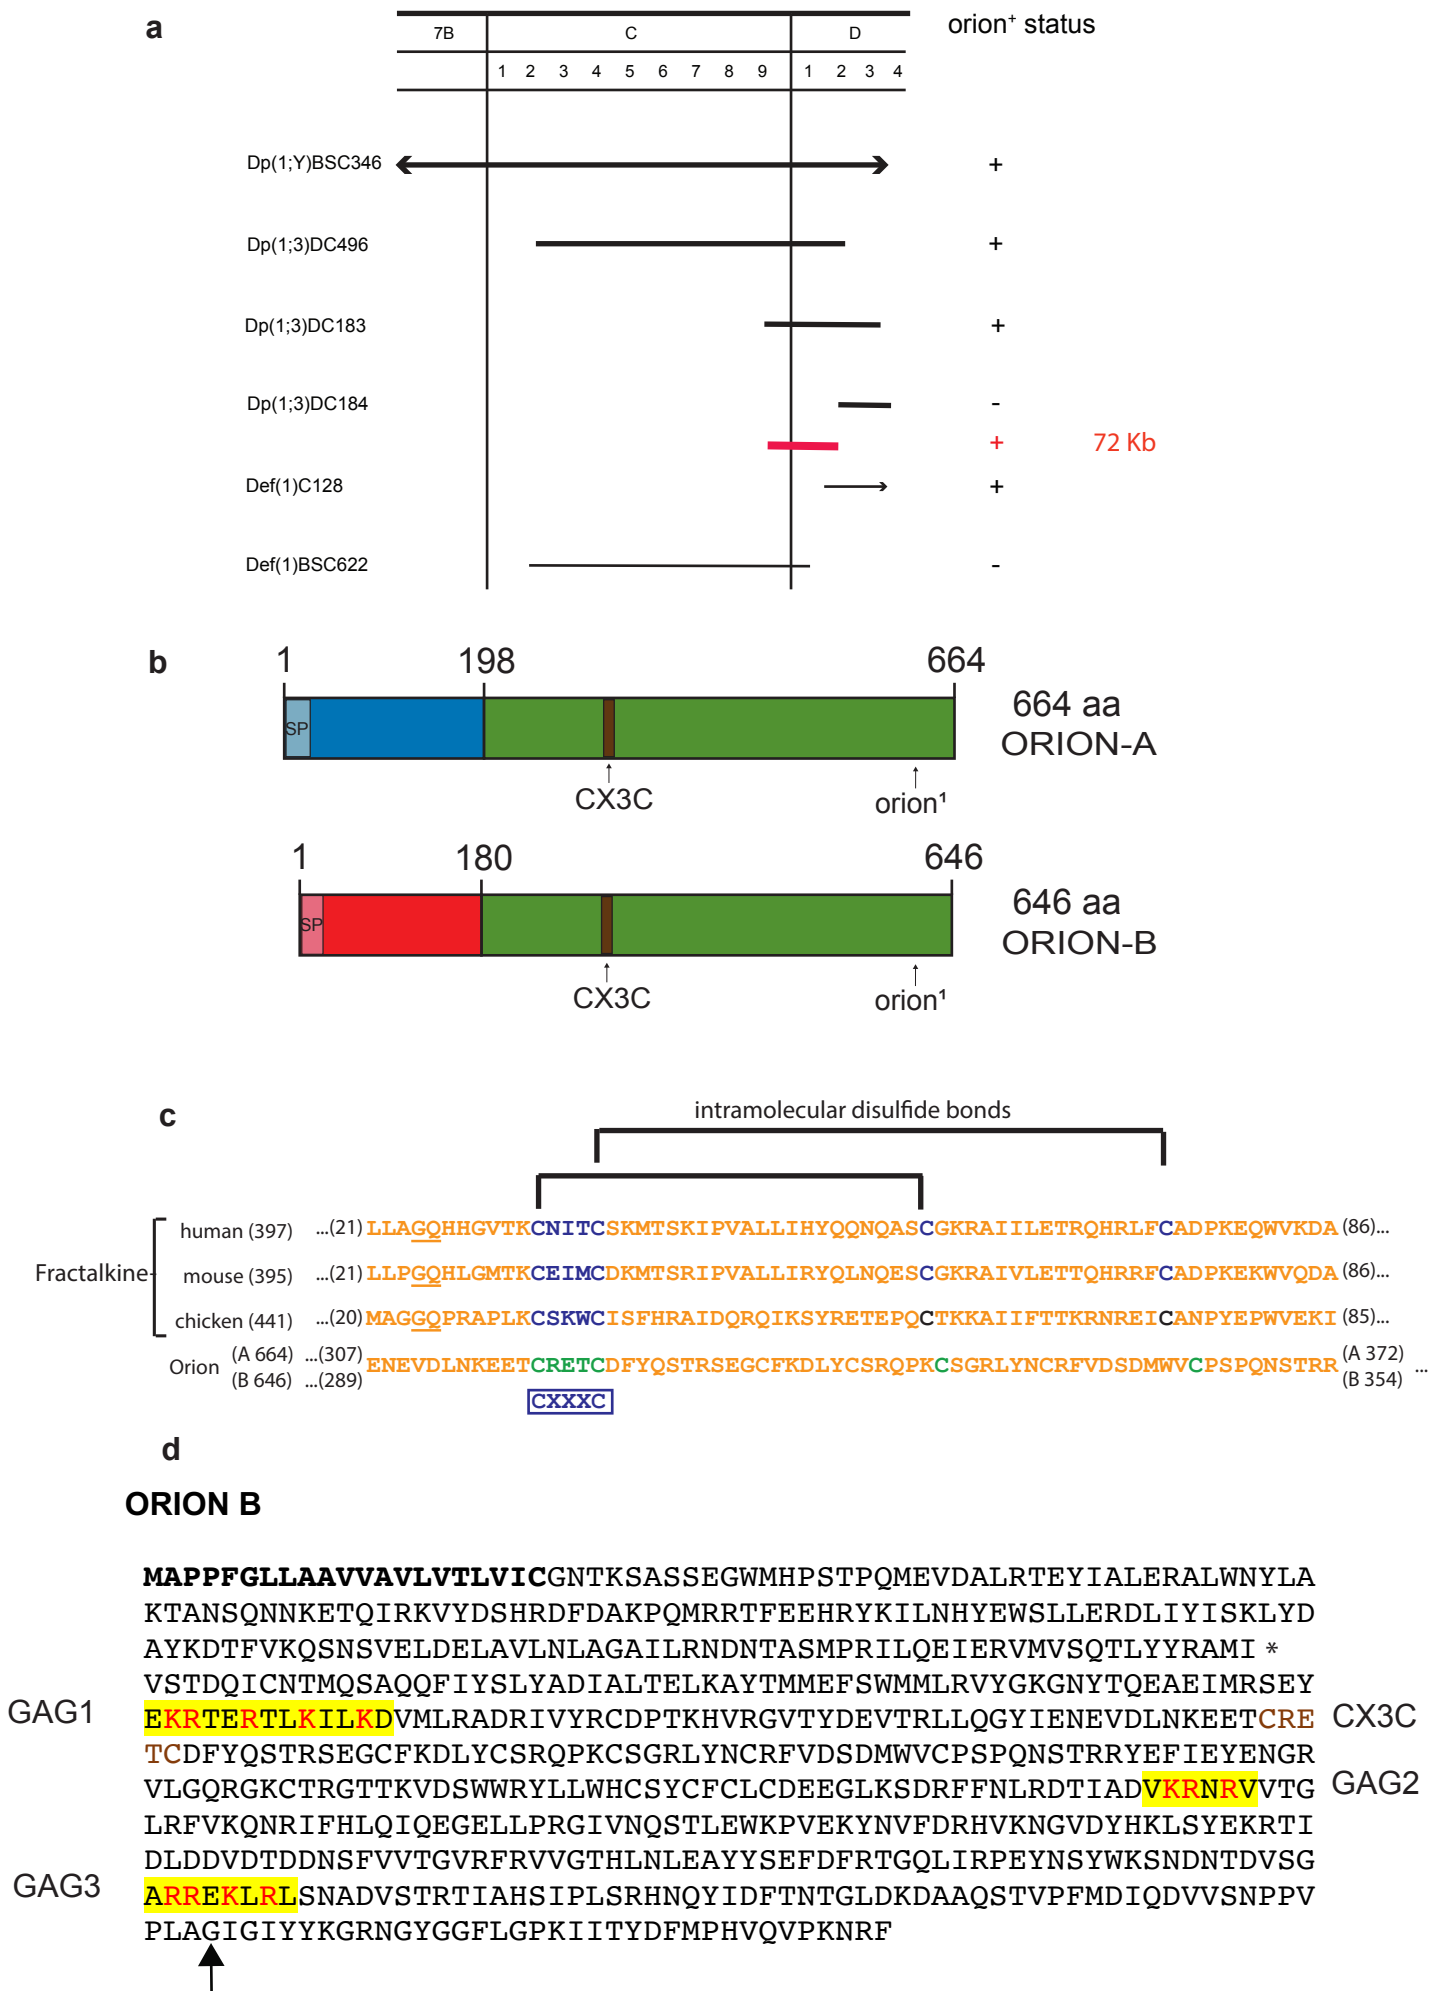 a
7B C D orion⁺ status
1 2 3 4 5 6 7 8 9 1 2 3 4
Dp(1;Y)BSC346 +
Dp(1;3)DC496 +
Dp(1;3)DC183 +
Dp(1;3)DC184 -
+ 72 Kb
Def(1)C128 +
Def(1)BSC622 -
b
1 198 664
SP
664 aa
ORION-A
CX3C orion¹
1 180 646
SP
646 aa
ORION-B
CX3C orion¹
c
intramolecular disulfide bonds
Fractalkine
human (397) ...(21) LLAGQHHGVTKCNITCSKMTSKIPVALLIHYQQNQASCGKRAIILETRQHRLFCADPKEQWVKDA (86)...
mouse (395) ...(21) LLPGQHLGMTKCEIMCDKMTSRIPVALLIRYQLNQESCGKRAIVLETTQHRRFCADPKEKWVQDA (86)...
chicken (441) ...(20) MAGGQPRAPLKCSKWCISFHRAIDQRQIKSYRETEPQCTKKAIIFTTKRNREICANPYEPWVEKI (85)...
Orion (A 664) ...(307) ENEVDLNKEETCRETCDFYQSTRSEGCFKDLYCSRQPKCSGRLYNCRFVDSDMWVCPSPQNSTRR (A 372) ...
(B 646) ...(289) (B 354)
CXXXC
d
ORION B
MAPPFGLLAAVVAVLVTLVICGNTKSASSEGWMHPSTPQMEVDALRTEYIALERALWNYLA
KTANSQNNKETQIRKVYDSHRDFDAKPQMRRTFEEHRYKILNHYEWSLLERDLIYISKLYD
AYKDTFVKQSNSVELDELAVLNLAGAILRNDNTASMPRILQEIERVMVSQTLYYRAMI *
VSTDQICNTMQSAQQFIYSLYADIALTELKAYTMMEFSWMMLRVYGKGNYTQEAEIMRSEY
GAG1 EKRTERTLKILKDVMLRADRIVYRCDPTKHVRGVTYDEVTRLLQGYIENEVDLNKEETCRE CX3C
TCDFYQSTRSEGCFKDLYCSRQPKCSGRLYNCRFVDSDMWVCPSPQNSTRRYEFIEYENGR
VLGQRGKCTRGTTKVDSWWRYLLWHCSYCFCLCDEEGLKSDRFFNLRDTIADVKRNRVVTG GAG2
LRFVKQNRIFHLQIQEGELLPRGIVNQSTLEWKPVEKYNVFDRHVKNGVDYHKLSYEKRTI
DLDDVDTDDNSFVVTGVRFRVVGTHLNLEAYYSEFDFRTGQLIRPEYNSYWKSNDNTDVSG
GAG3 ARREKLRLSNADVSTRTIAHSIPLSRHNQYIDFTNTGLDKDAAQSTVPFMDIQDVVSNPPV
PLAGIGIYYKGRNGYGGFLGPKIITYDFMPHVQVPKNRF